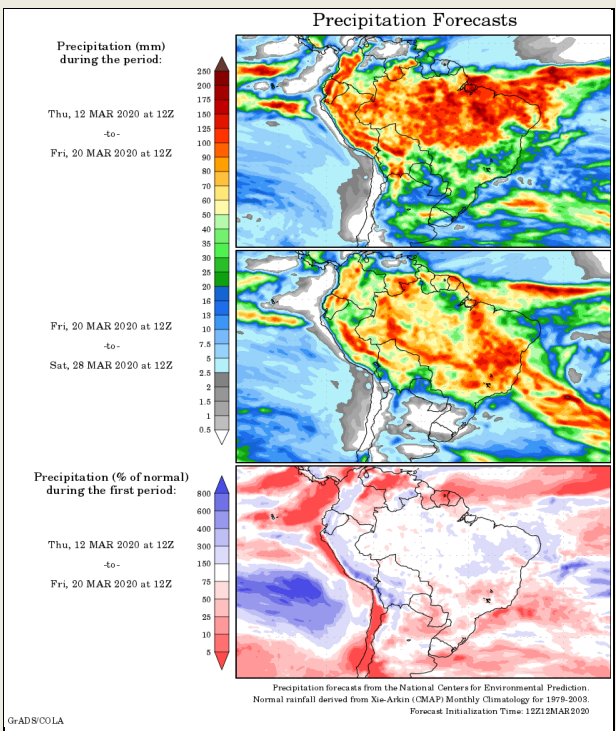 Precipitation Forecasts
Precipitation (mm)
during the period:
Thu, 12 MAR 2020 at 12Z
-to-
Fri, 20 MAR 2020 at 12Z
250
200
175
150
125
100
90
80
70
60
50
40
35
30
25
20
16
13
10
7.5
5
2.5
2
1.5
1
0.5
Fri, 20 MAR 2020 at 12Z
-to-
Sat, 28 MAR 2020 at 12Z
Precipitation (% of normal)
during the first period:
Thu, 12 MAR 2020 at 12Z
-to-
Fri, 20 MAR 2020 at 12Z
800
600
400
300
150
75
50
25
10
5
Precipitation forecasts from the National Centers for Environmental Prediction.
Normal rainfall derived from Xie-Arkin (CMAP) Monthly Climatology for 1979-2003.
Forecast Initialization Time: 12Z12MAR2020
GrADS/COLA